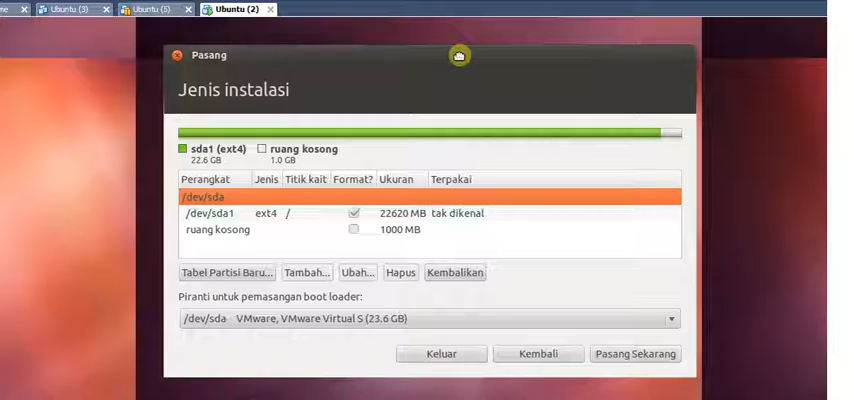 me Ubuntu (3) Ubuntu (5) Ubuntu (2)
Pasang
Jenis instalasi
sda1 (ext4) ruang kosong
22.6 GB 1.0 GB
Perangkat Jenis Titik kait Format? Ukuran Terpakai
/dev/sda
/dev/sda1 ext4 / 22620 MB tak dikenal
ruang kosong 1000 MB
Tabel Partisi Baru... Tambah... Ubah... Hapus Kembalikan
Piranti untuk pemasangan boot loader:
/dev/sda VMware, VMware Virtual S (23.6 GB)
Keluar Kembali Pasang Sekarang